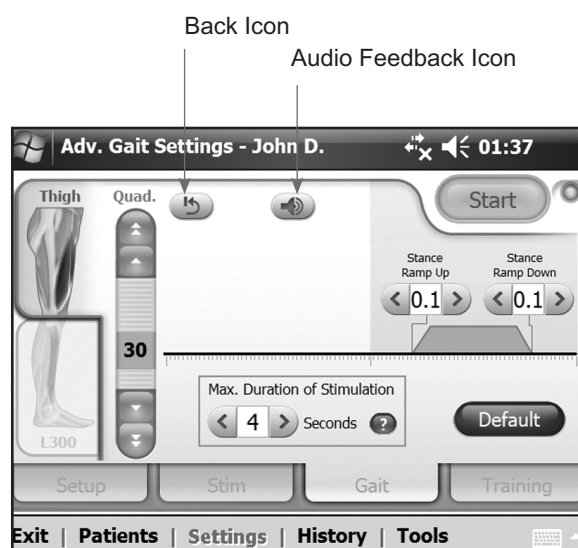 Back Icon
Audio Feedback Icon
Adv. Gait Settings - John D.
01:37
Thigh
Quad.
Start
Stance
Ramp Up
Stance
Ramp Down
0.1
0.1
30
Max. Duration of Stimulation
4 Seconds ?
Default
L300
Setup
Stim
Gait
Training
Exit | Patients | Settings | History | Tools